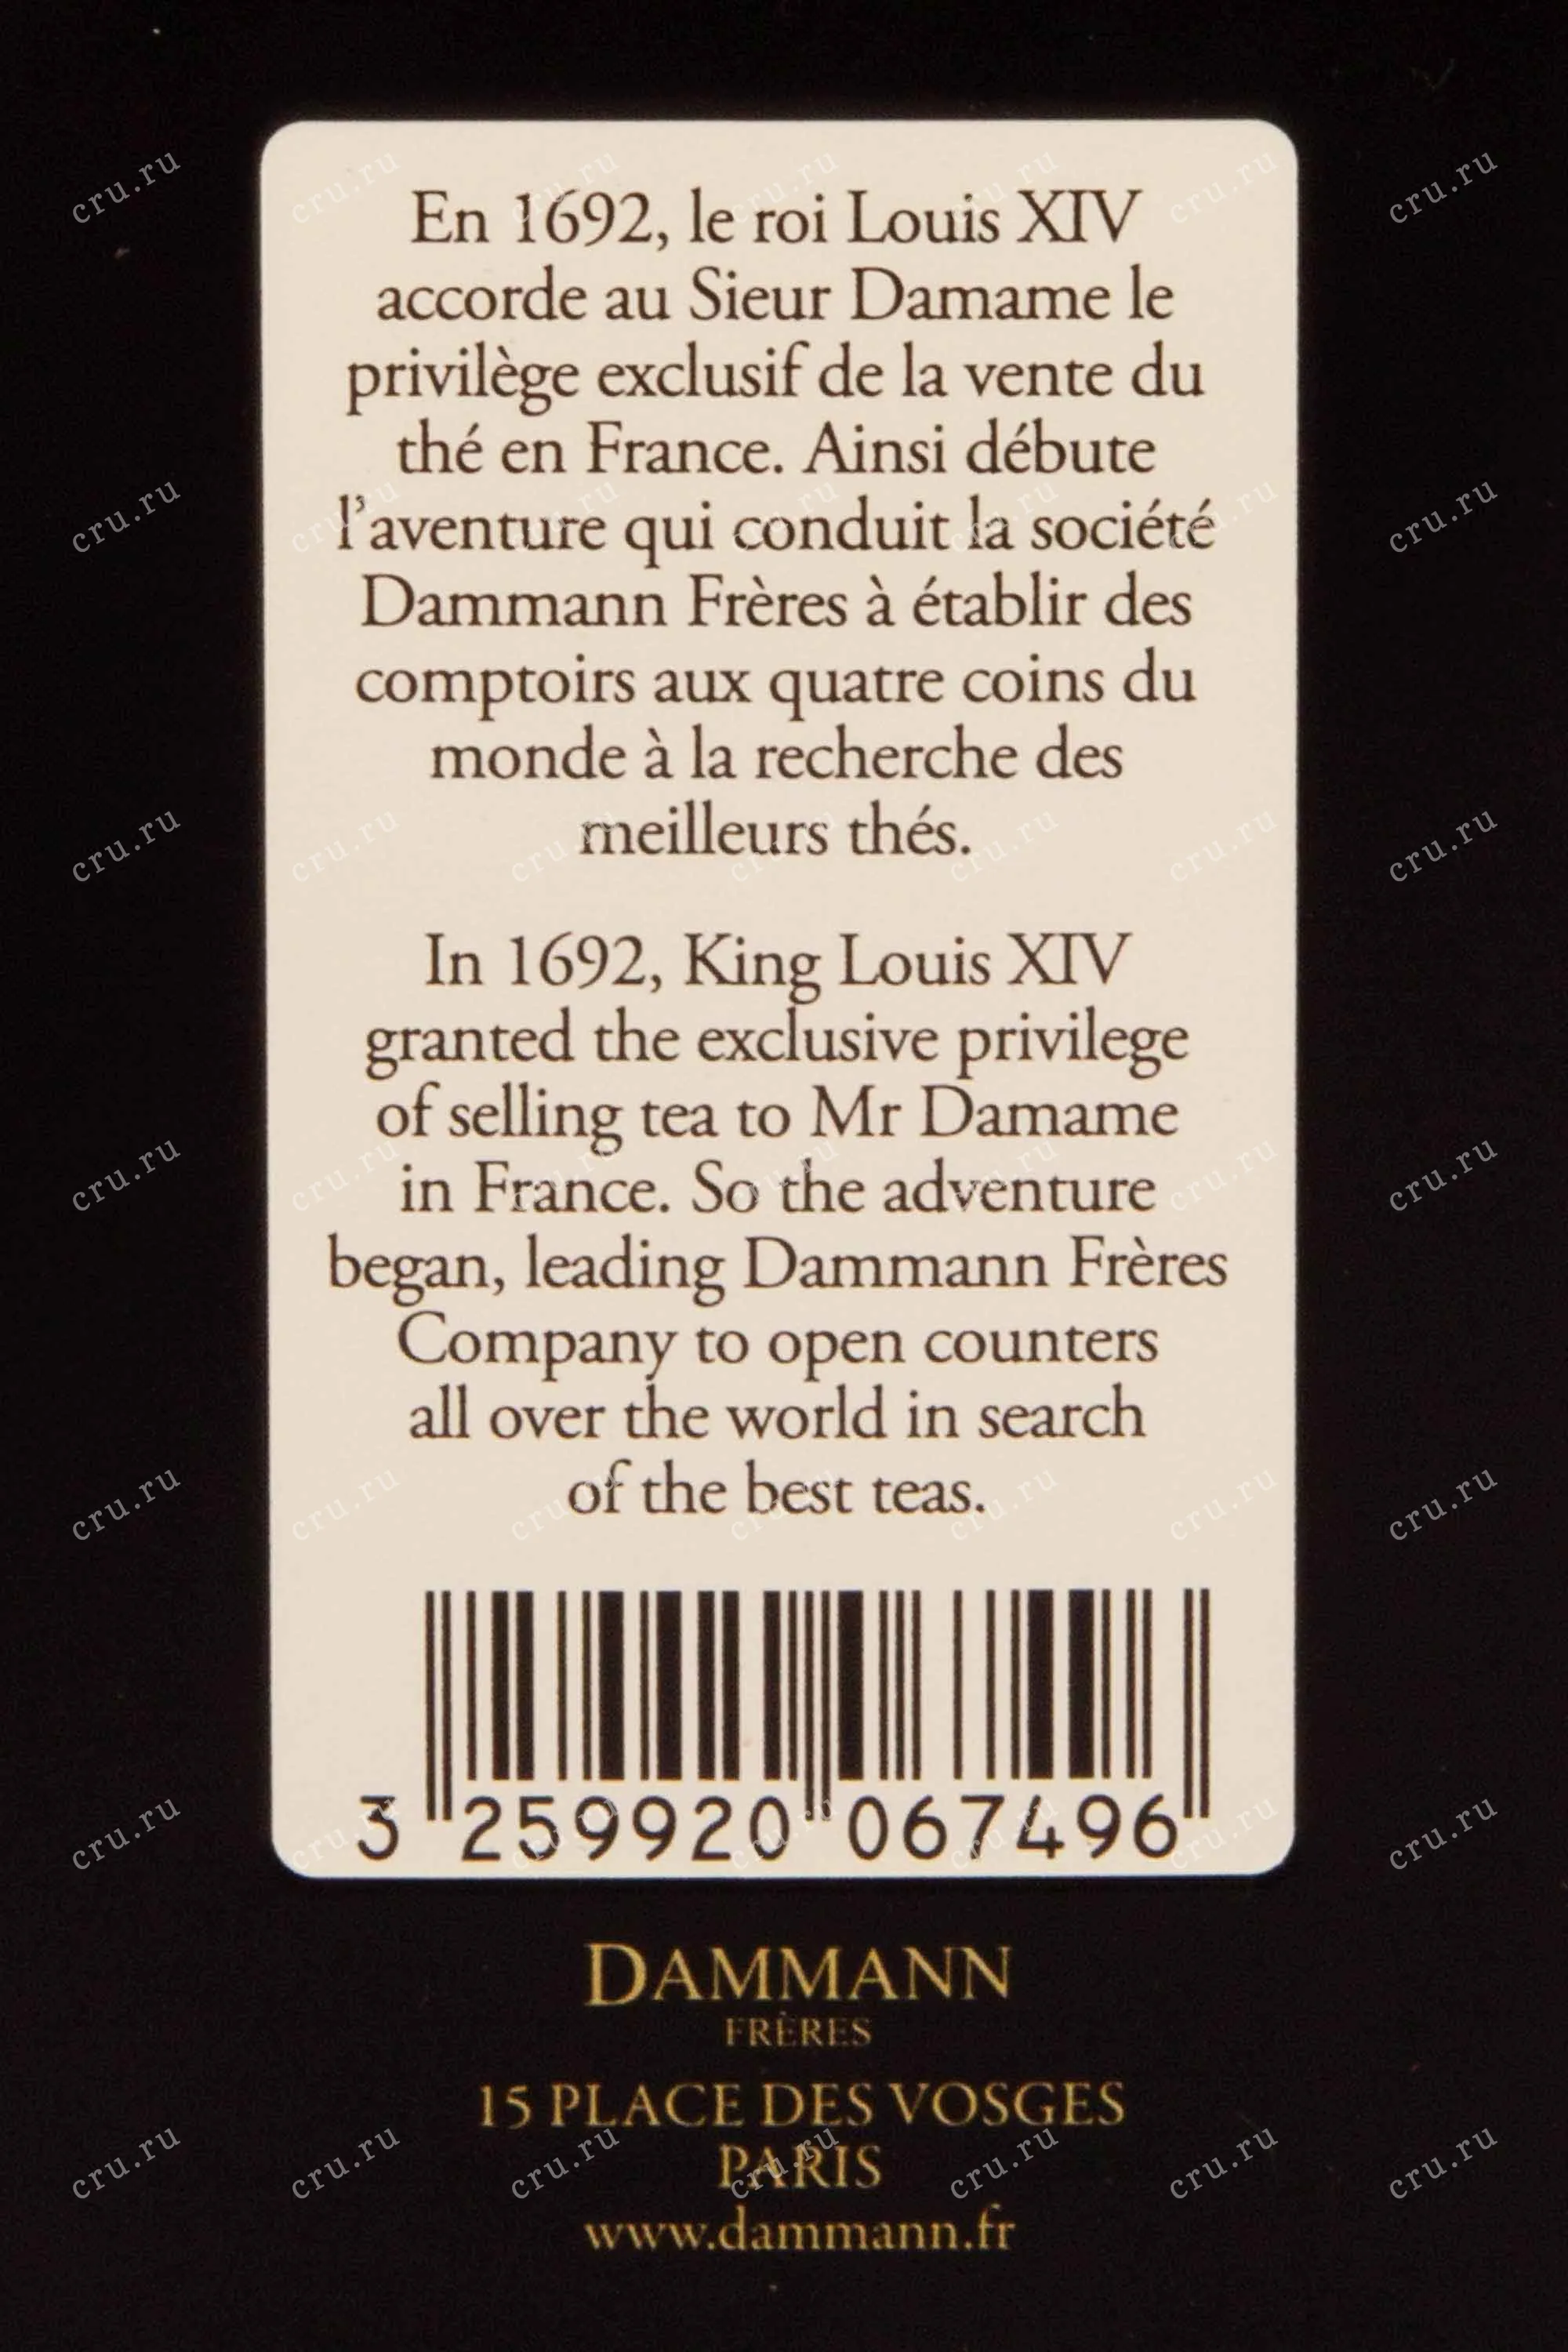 En 1692, le roi Louis XIV
accorde au Sieur Damame le
privilège exclusif de la vente du
thé en France. Ainsi débute
l'aventure qui conduit la société
Dammann Frères à établir des
comptoirs aux quatre coins du
monde à la recherche des
meilleurs thés.
In 1692, King Louis XIV
granted the exclusive privilege
of selling tea to Mr Damame
in France. So the adventure
began, leading Dammann Frères
Company to open counters
all over the world in search
of the best teas.
3 259920 067496
DAMMANN
FRÈRES
15 PLACE DES VOSGES
PARIS
www.dammann.fr
cru.ru